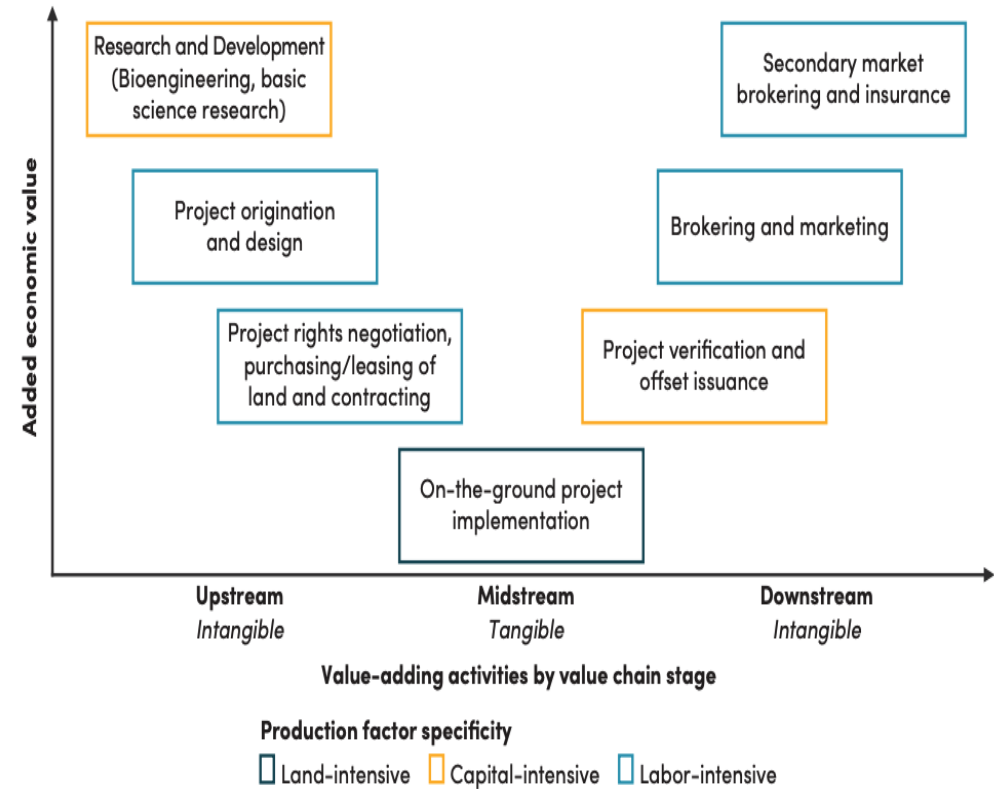 Added economic value
Research and Development
(Bioengineering, basic
science research)
Secondary market
brokering and insurance
Project origination
and design
Brokering and marketing
Project rights negotiation,
purchasing/leasing of
land and contracting
Project verification and
offset issuance
On-the-ground project
implementation
Upstream
Intangible
Midstream
Tangible
Downstream
Intangible
Value-adding activities by value chain stage
Production factor specificity
Land-intensive
Capital-intensive
Labor-intensive